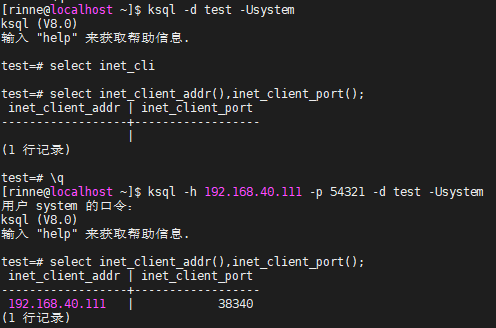 [rinne@localhost ~]$ ksql -d test -Usystem
ksql (V8.0)
输入 "help" 来获取帮助信息.
test=# select inet_cli
test=# select inet_client_addr(),inet_client_port();
 inet_client_addr | inet_client_port
------------------+------------------
                  |
(1 行记录)
test=# \q
[rinne@localhost ~]$ ksql -h 192.168.40.111 -p 54321 -d test -Usystem
用户 system 的口令:
ksql (V8.0)
输入 "help" 来获取帮助信息.
test=# select inet_client_addr(),inet_client_port();
 inet_client_addr | inet_client_port
------------------+------------------
 192.168.40.111   |            38340
(1 行记录)